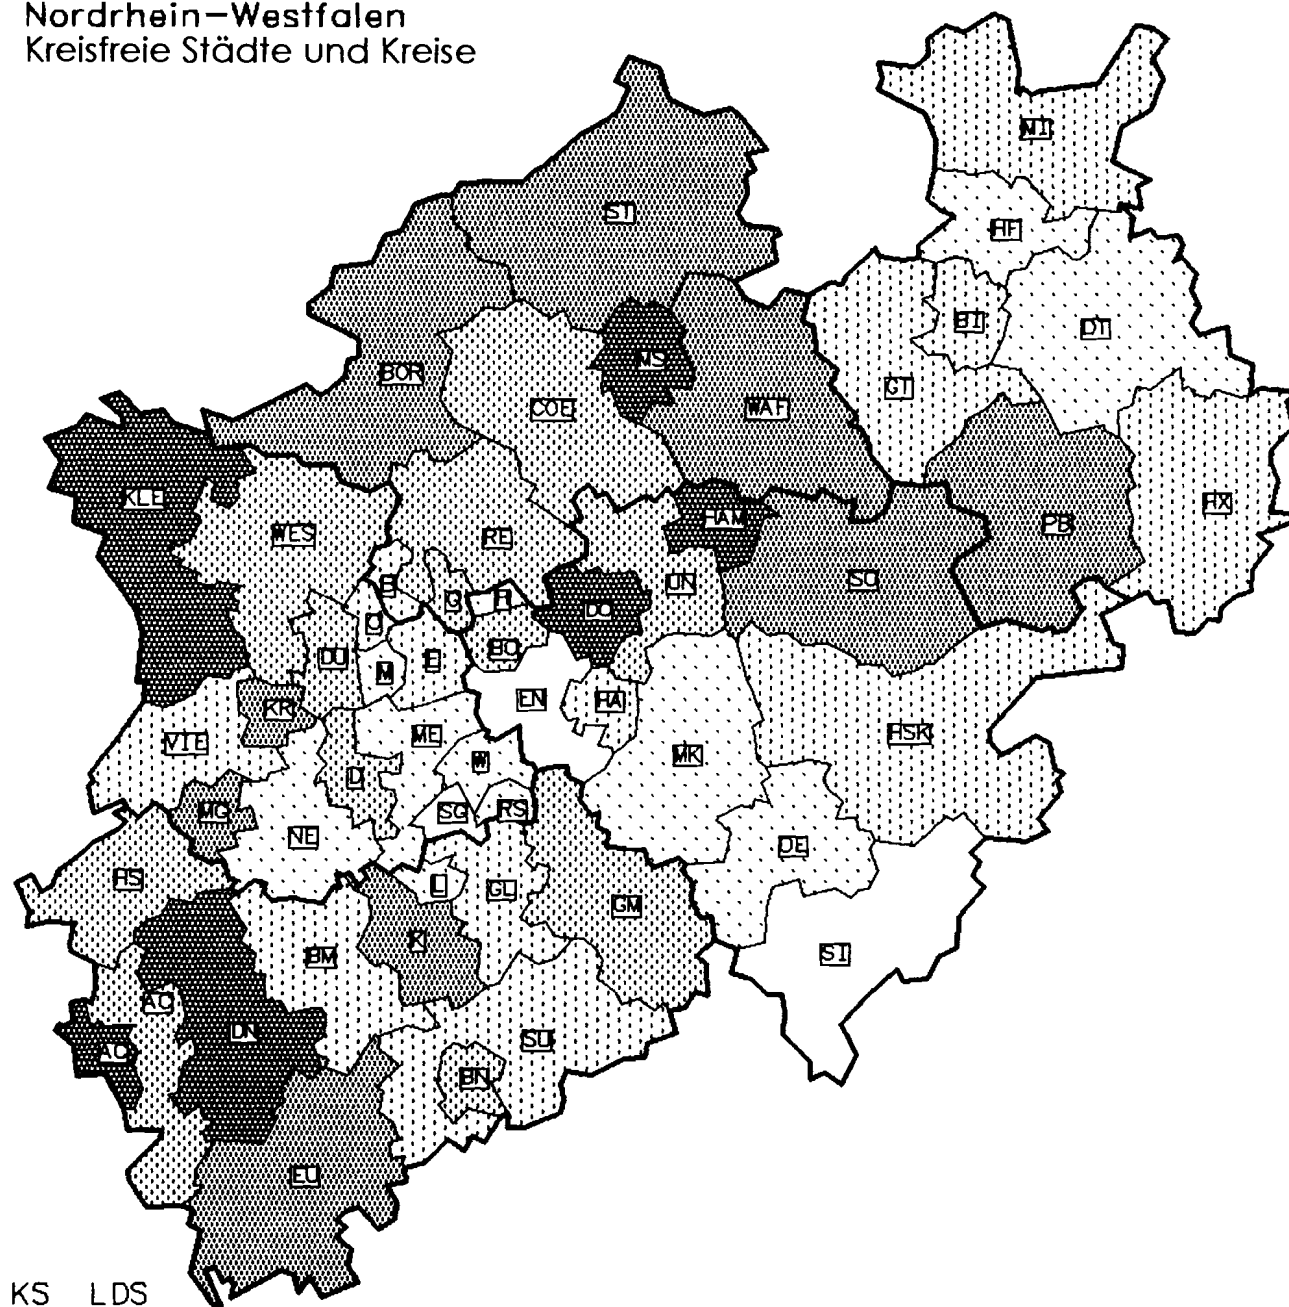 Nordrhein-Westfalen
Kreisfreie Städte und Kreise
MI
ST
HF
BI
DT
MS
BOR
GT
COE
WAF
KLE
HX
HAM
PB
WES
RE
SO
UN
B
G
H
DO
O
BO
DU
E
M
EN
HA
KR
HSK
VIE
ME
MK
W
D
MG
SG
RS
NE
OE
HS
L
GL
GM
K
BM
SI
AC
DN
SU
AC
BN
EU
KS LDS